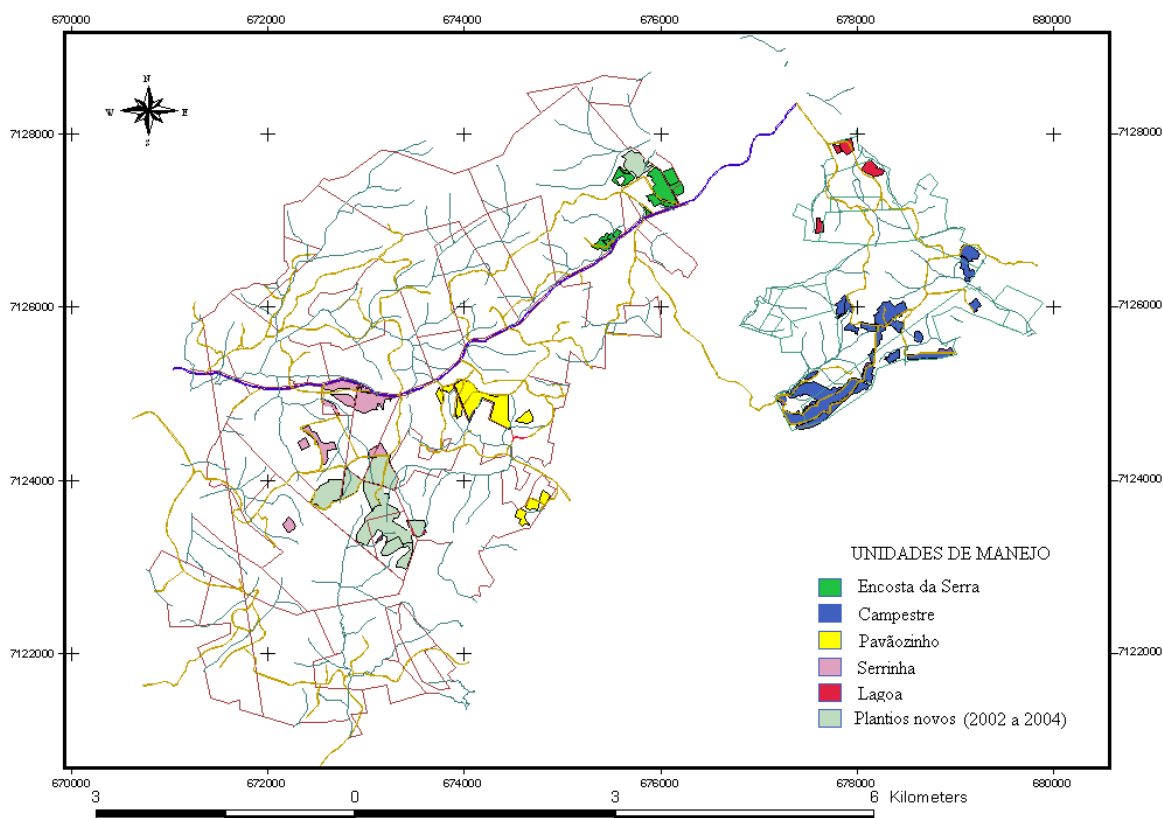 670000 672000 674000 676000 678000 680000
N
W E
S
7128000 7128000
7126000 7126000
7124000 7124000
7122000 7122000
UNIDADES DE MANEJO
Encosta da Serra
Campestre
Pavãozinho
Serrinha
Lagoa
Plantios novos (2002 a 2004)
670000 672000 674000 676000 678000 680000
3 0 3 6 Kilometers